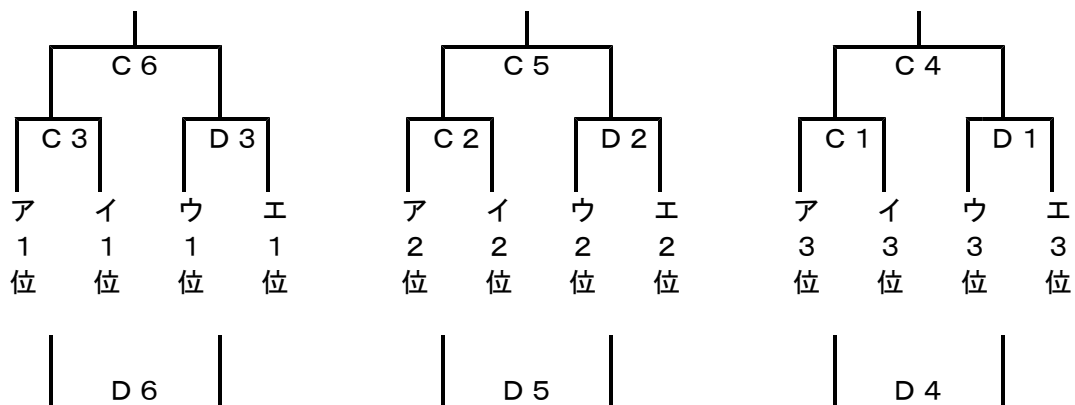 Ｃ６ Ｃ５ Ｃ４
Ｃ３ Ｄ３ Ｃ２ Ｄ２ Ｃ１ Ｄ１
ア イ ウ エ ア イ ウ エ ア イ ウ エ
１ １ １ １ ２ ２ ２ ２ ３ ３ ３ ３
位 位 位 位 位 位 位 位 位 位 位 位
Ｄ６ Ｄ５ Ｄ４